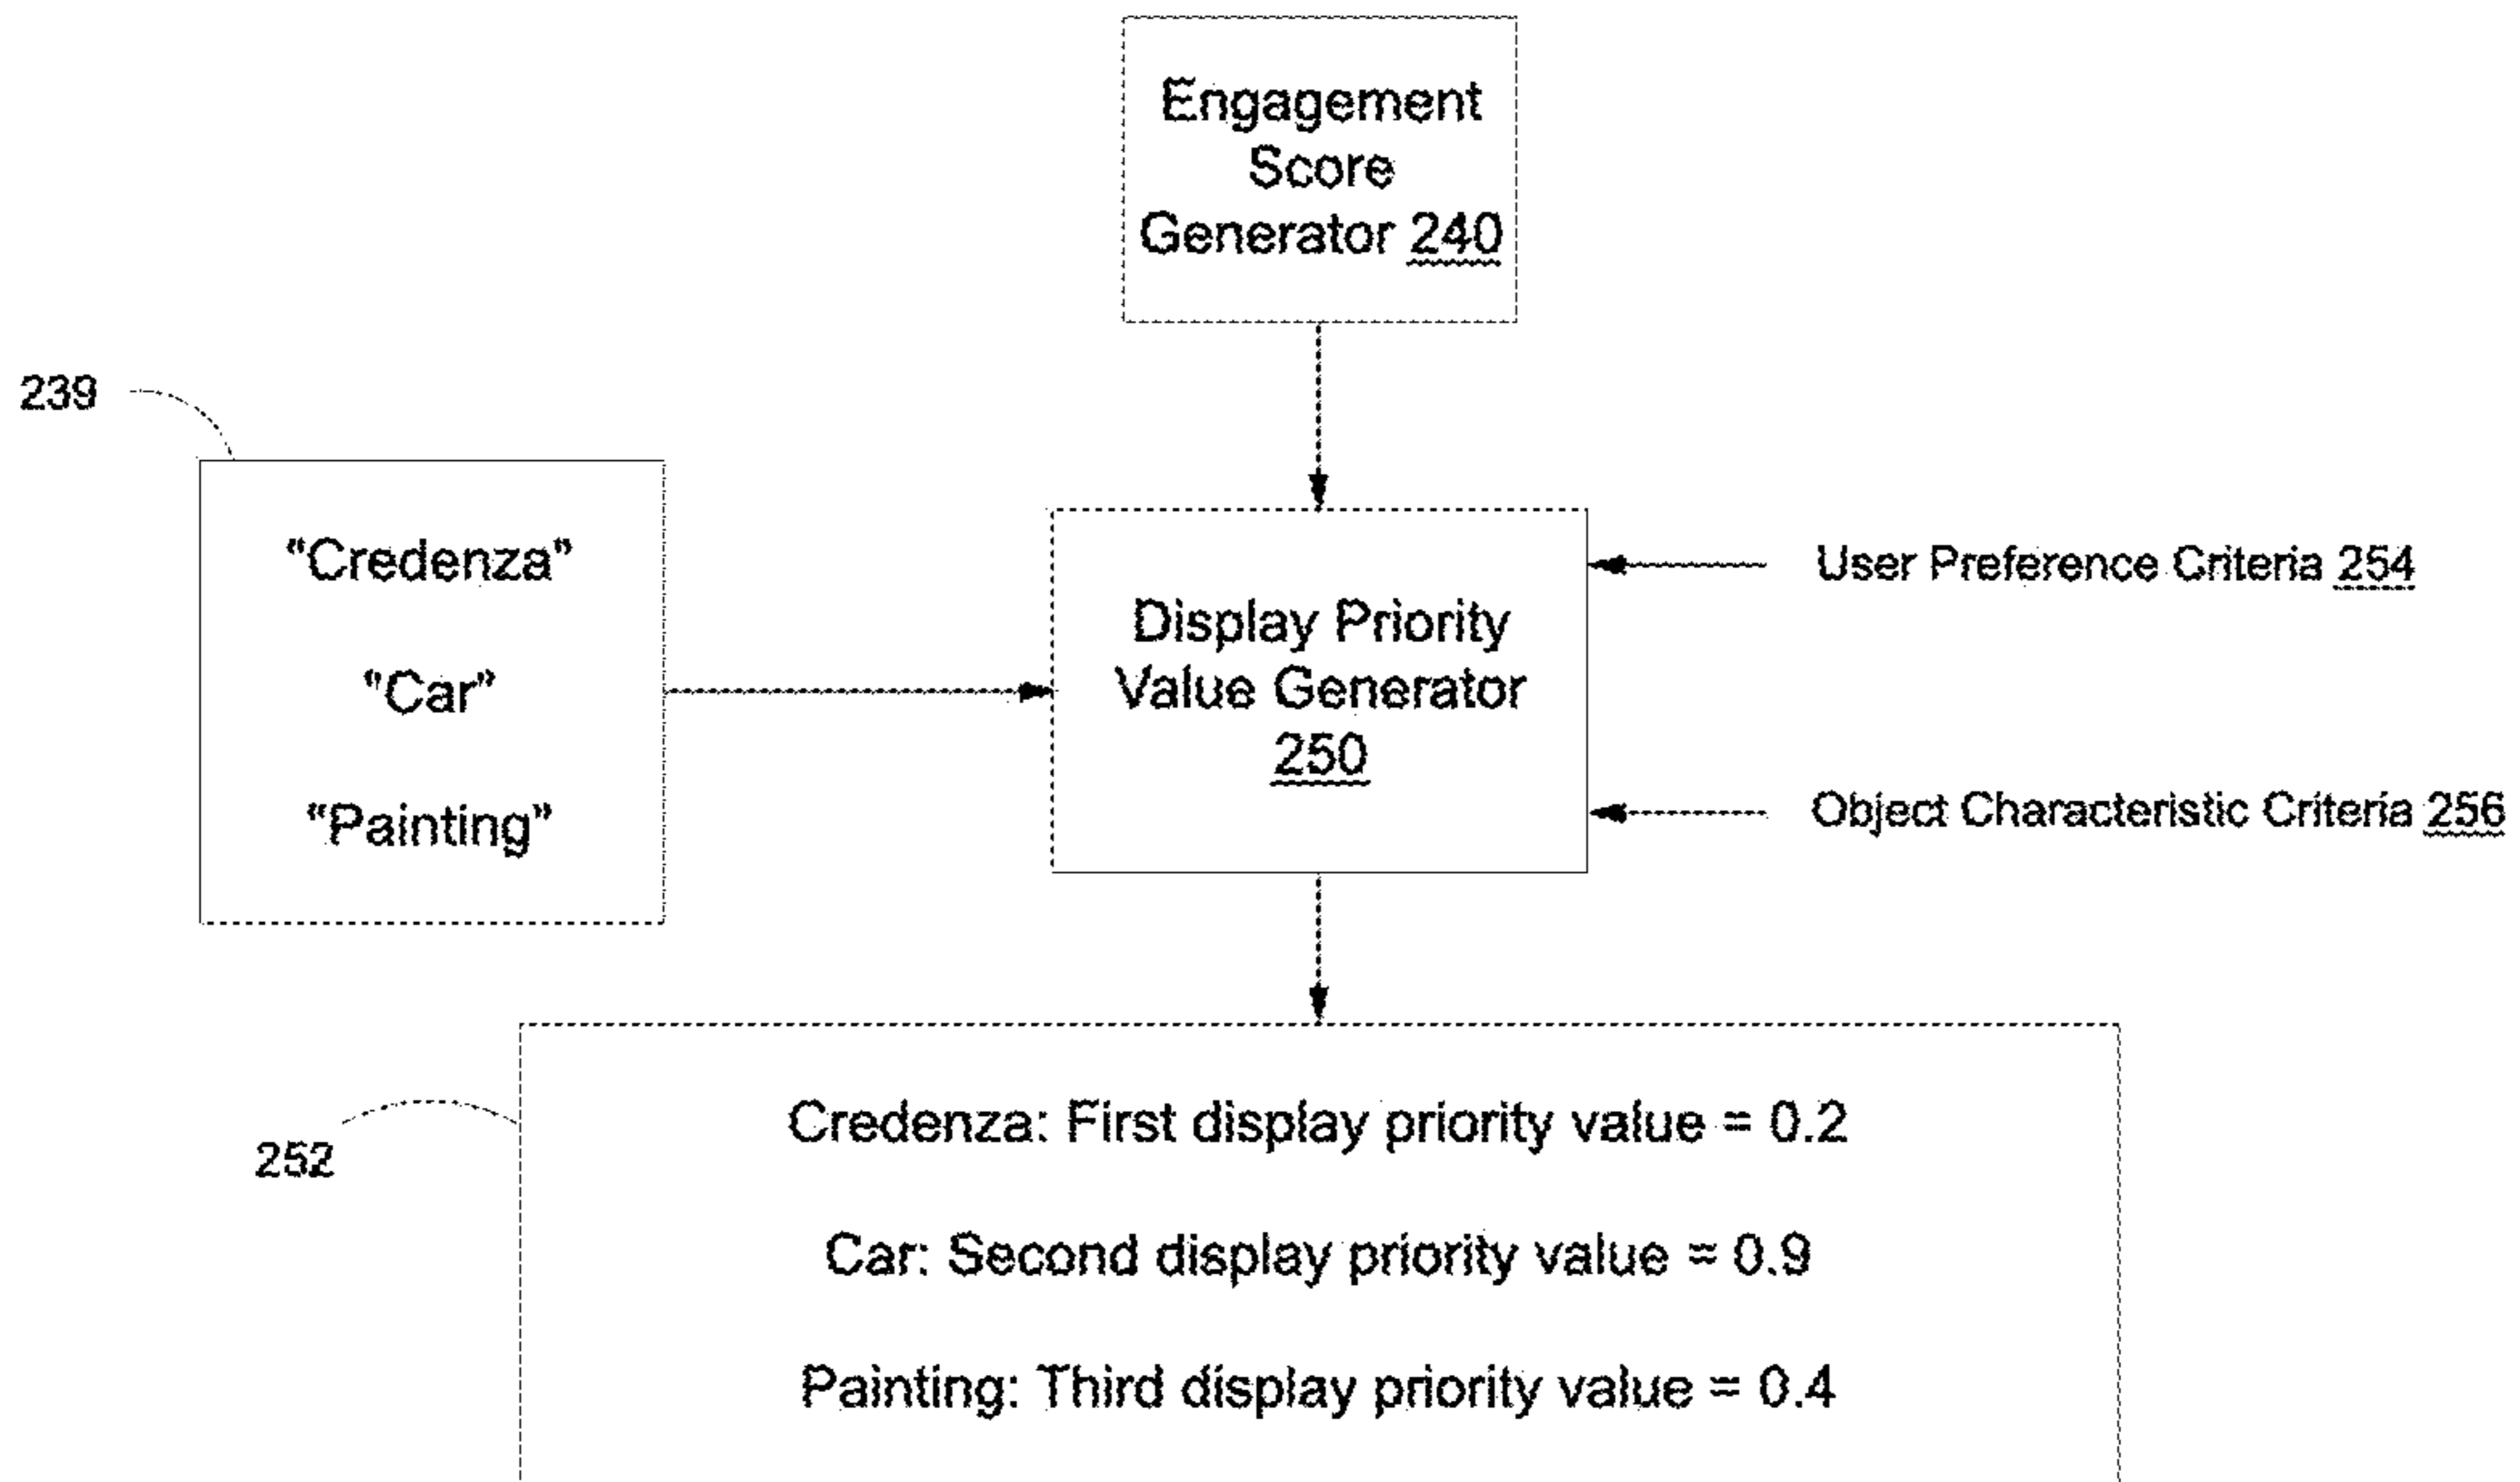 Engagement
Score
Generator 240
239
"Credenza"
"Car"
"Painting"
Display Priority
Value Generator
250
User Preference Criteria 254
Object Characteristic Criteria 256
252
Credenza: First display priority value = 0.2
Car: Second display priority value = 0.9
Painting: Third display priority value = 0.4